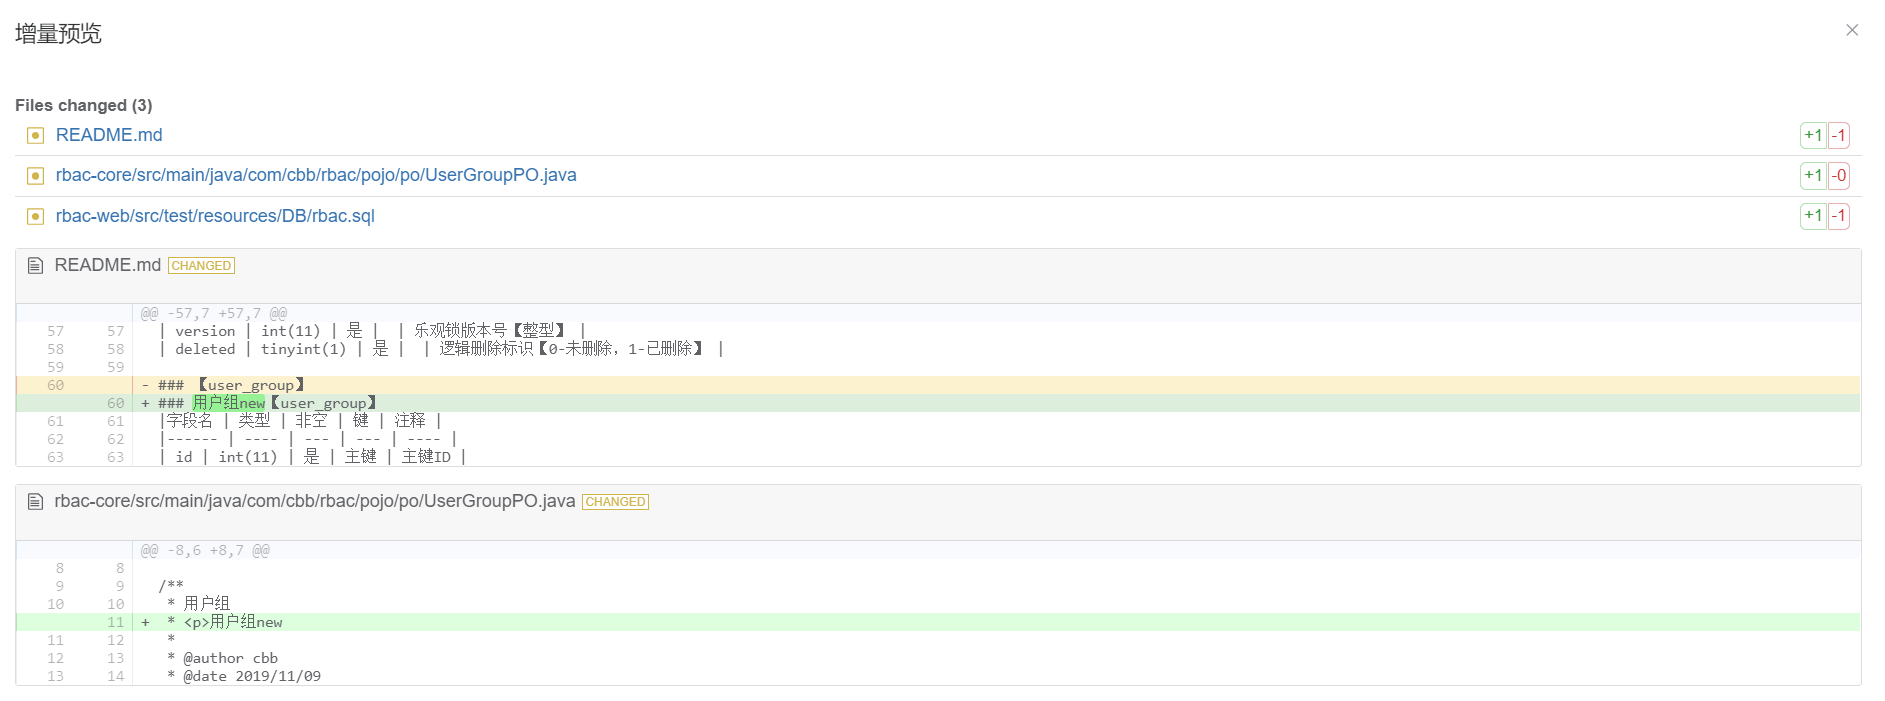 增量预览
Files changed (3)
README.md +1 -1
rbac-core/src/main/java/com/cbb/rbac/pojo/po/UserGroupPO.java +1 -0
rbac-web/src/test/resources/DB/rbac.sql +1 -1
README.md CHANGED
@@ -57,7 +57,7 @@
57 57 | version | int(11) | 是 |  | 乐观锁版本号【整型】 |
58 58 | deleted | tinyint(1) | 是 |  | 逻辑删除标识【0-未删除，1-已删除】 |
59 59
60 - ### 【user_group】
60 + ### 用户组new【user_group】
61 61 |字段名 | 类型 | 非空 | 键 | 注释 |
62 62 |------ | ---- | --- | --- | ---- |
63 63 | id | int(11) | 是 | 主键 | 主键ID |
rbac-core/src/main/java/com/cbb/rbac/pojo/po/UserGroupPO.java CHANGED
@@ -8,6 +8,7 @@
8 8
9 9 /**
10 10 * 用户组
11 + * <p>用户组new
11 12 *
12 13 * @author cbb
13 14 * @date 2019/11/09